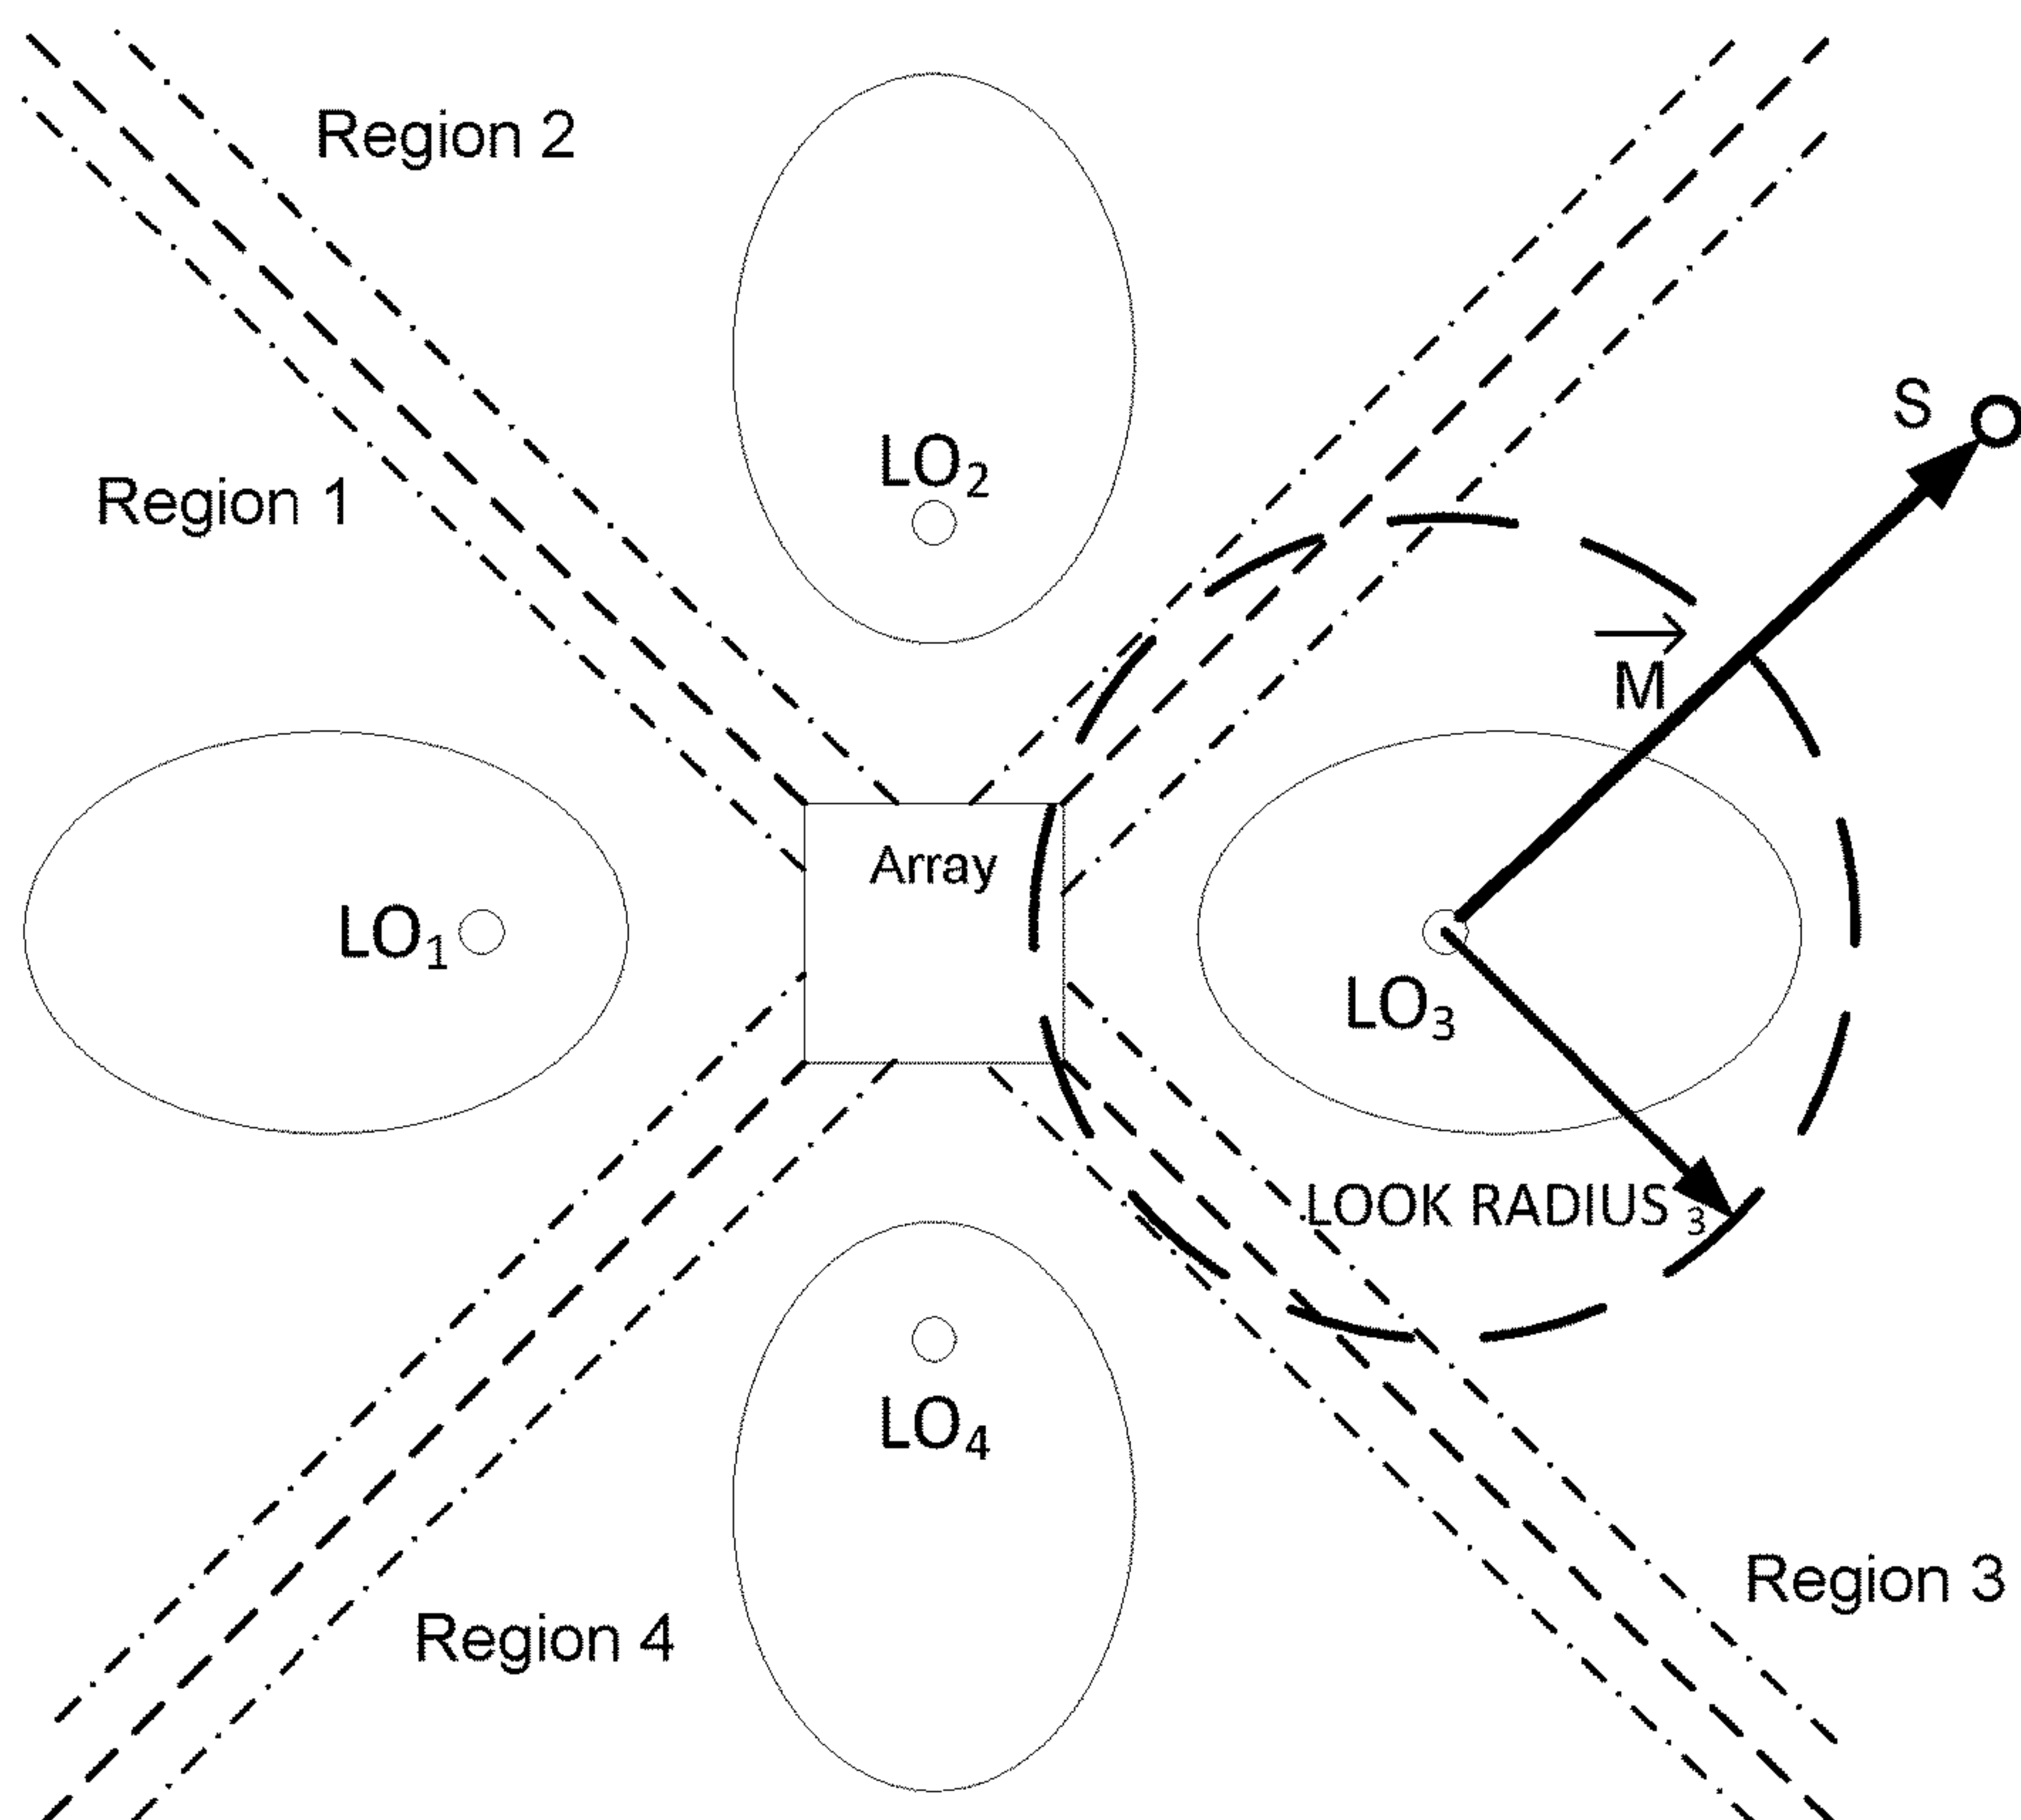 Region 2
S
LO₂
Region 1
M
Array
LO₁
LO₃
LOOK RADIUS ₃
LO₄
Region 3
Region 4